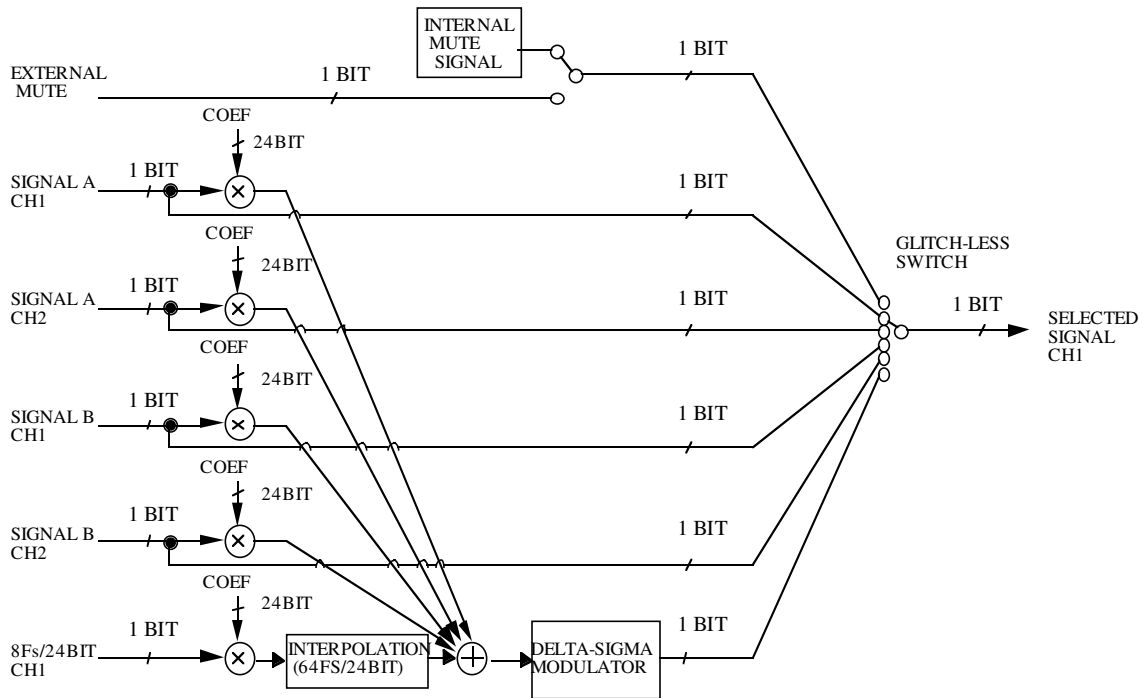 INTERNAL
MUTE
SIGNAL
1 BIT
EXTERNAL
MUTE
1 BIT
COEF
24BIT
SIGNAL A
CH1
1 BIT
1 BIT
COEF
24BIT
GLITCH-LESS
SWITCH
SIGNAL A
CH2
1 BIT
1 BIT
1 BIT
SELECTED
SIGNAL
CH1
COEF
24BIT
SIGNAL B
CH1
1 BIT
1 BIT
COEF
24BIT
SIGNAL B
CH2
1 BIT
1 BIT
COEF
24BIT
8Fs/24BIT
CH1
1 BIT
INTERPOLATION
(64FS/24BIT)
DELTA-SIGMA
MODULATOR
1 BIT